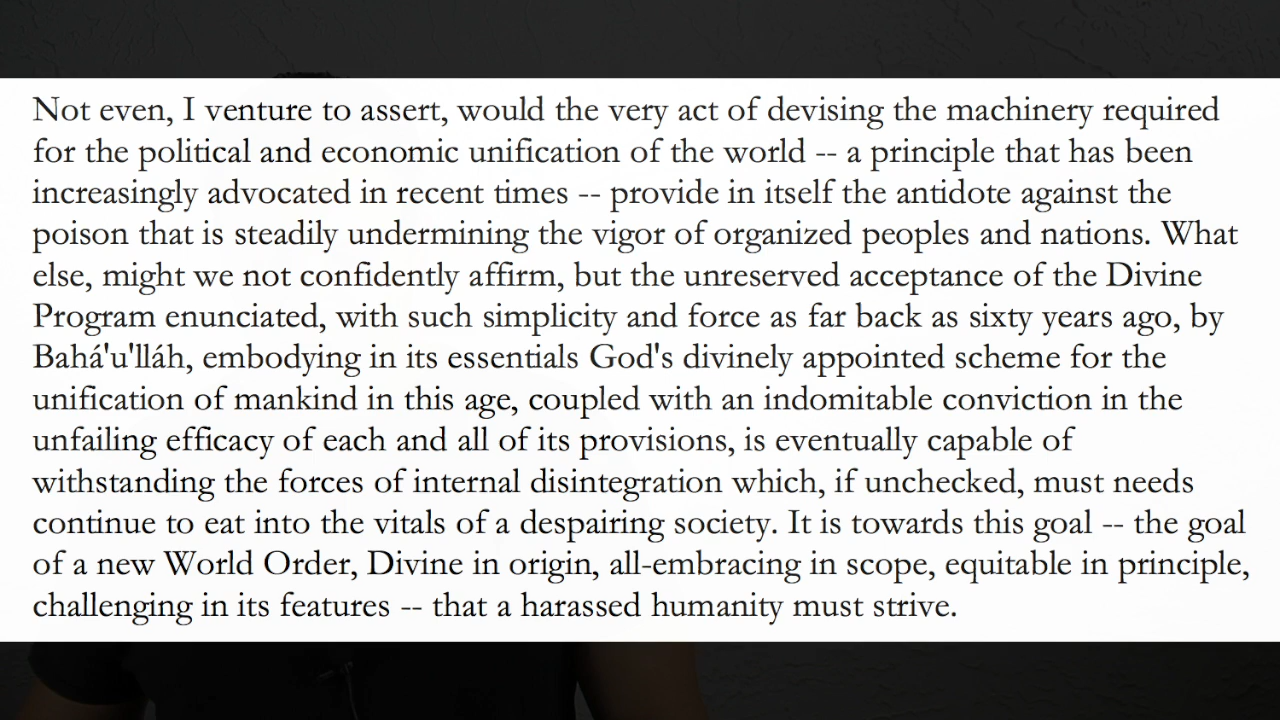 Not even, I venture to assert, would the very act of devising the machinery required
for the political and economic unification of the world -- a principle that has been
increasingly advocated in recent times -- provide in itself the antidote against the
poison that is steadily undermining the vigor of organized peoples and nations. What
else, might we not confidently affirm, but the unreserved acceptance of the Divine
Program enunciated, with such simplicity and force as far back as sixty years ago, by
Bahá'u'lláh, embodying in its essentials God's divinely appointed scheme for the
unification of mankind in this age, coupled with an indomitable conviction in the
unfailing efficacy of each and all of its provisions, is eventually capable of
withstanding the forces of internal disintegration which, if unchecked, must needs
continue to eat into the vitals of a despairing society. It is towards this goal -- the goal
of a new World Order, Divine in origin, all-embracing in scope, equitable in principle,
challenging in its features -- that a harassed humanity must strive.